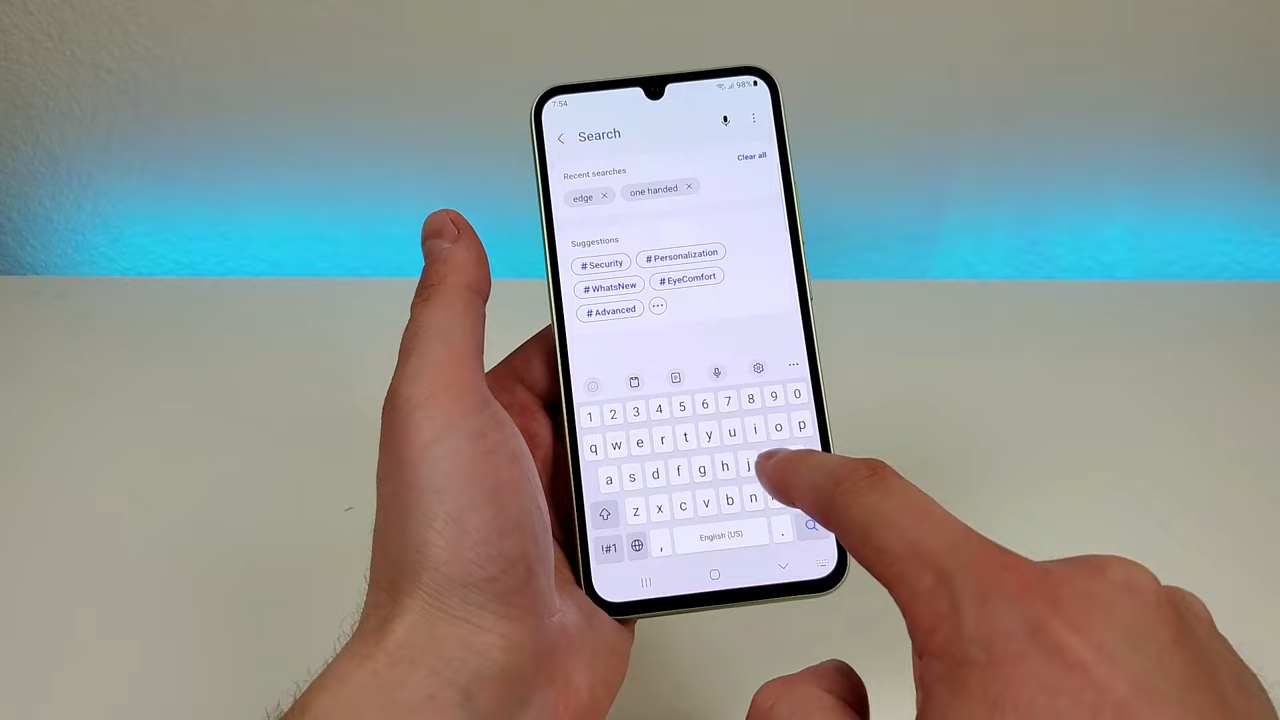 7:54 98%
Search
Clear all
Recent searches
edge one handed
Suggestions
#Security #Personalization
#WhatsNew #EyeComfort
#Advanced
1 2 3 4 5 6 7 8 9 0
q w e r t y u i o p
a s d f g h j
z x c v b n
!#1 , English (US) .